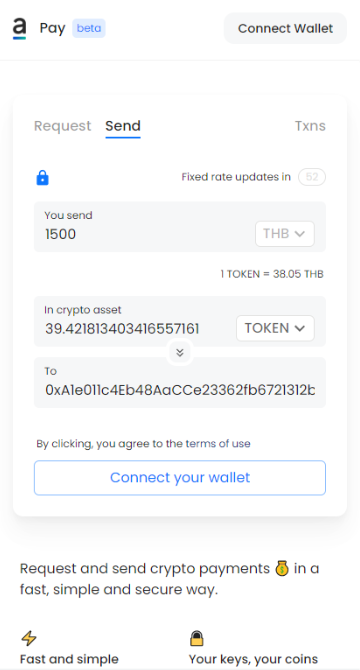 a Pay beta Connect Wallet
Request Send Txns
Fixed rate updates in 52
You send
1500 THB
1 TOKEN = 38.05 THB
In crypto asset
39.421813403416557161 TOKEN
To
0xA1e011c4Eb48AaCCe23362fb6721312b
By clicking, you agree to the terms of use
Connect your wallet
Request and send crypto payments 💰 in a
fast, simple and secure way.
⚡ 🔒
Fast and simple Your keys, your coins